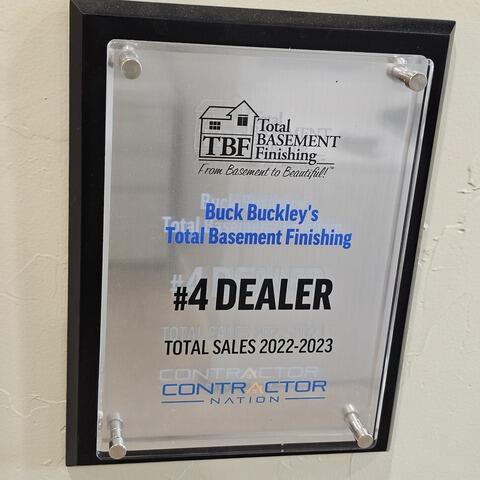 TBF
Total
BASEMENT
Finishing
From Basement to Beautiful!™
Buck Buckley's
Total Basement Finishing
#4 DEALER
TOTAL SALES 2022-2023
CONTRACTOR
NATION